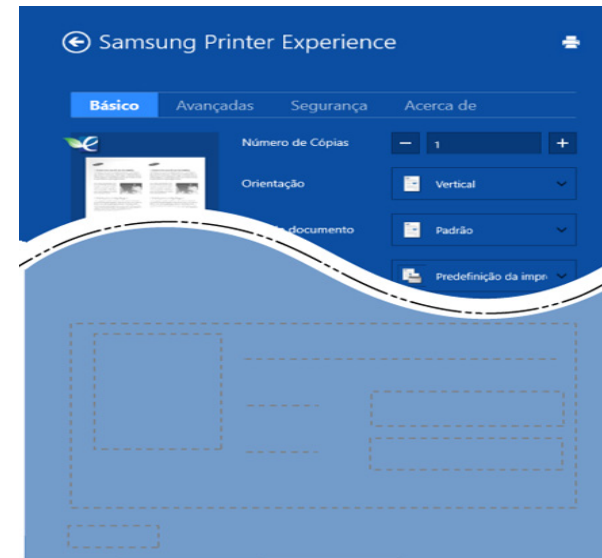 Samsung Printer Experience
Básico Avançadas Segurança Acerca de
Número de Cópias 1
Orientação Vertical
documento Padrão
Predefinição da impr